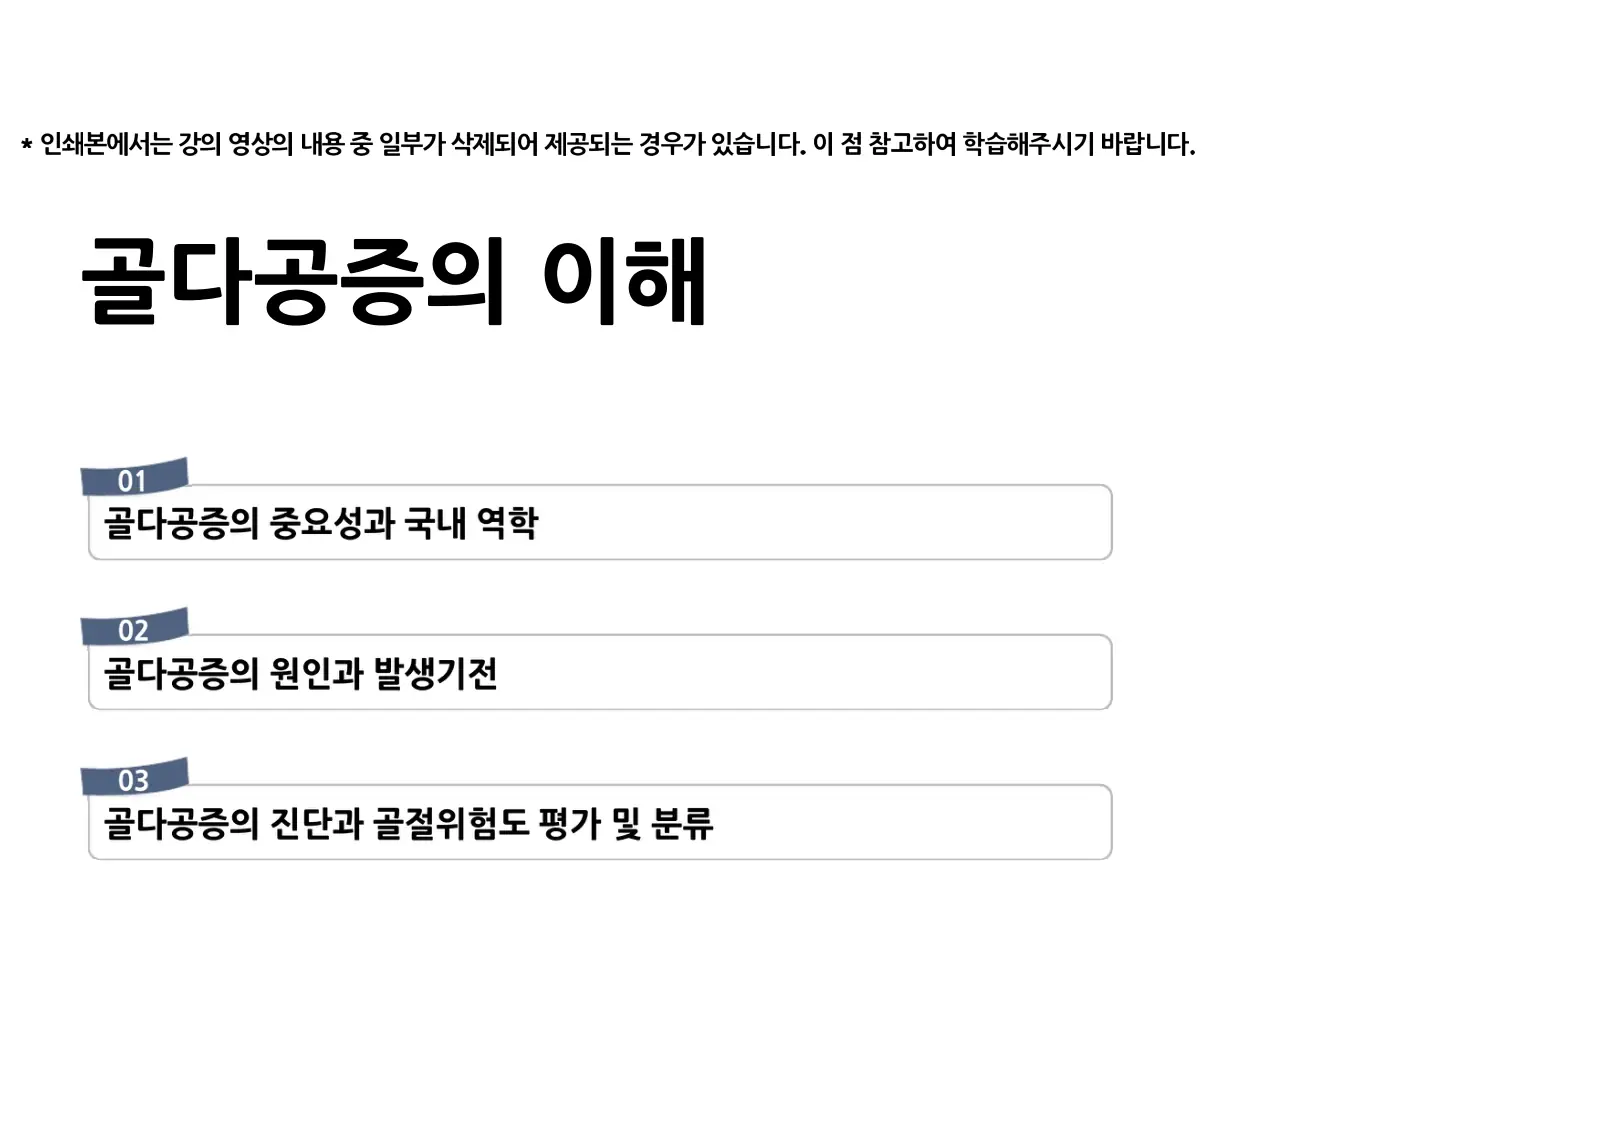 * 인쇄본에서는 강의 영상의 내용 중 일부가 삭제되어 제공되는 경우가 있습니다. 이 점 참고하여 학습해주시기 바랍니다.
골다공증의 이해
01
골다공증의 중요성과 국내 역학
02
골다공증의 원인과 발생기전
03
골다공증의 진단과 골절위험도 평가 및 분류